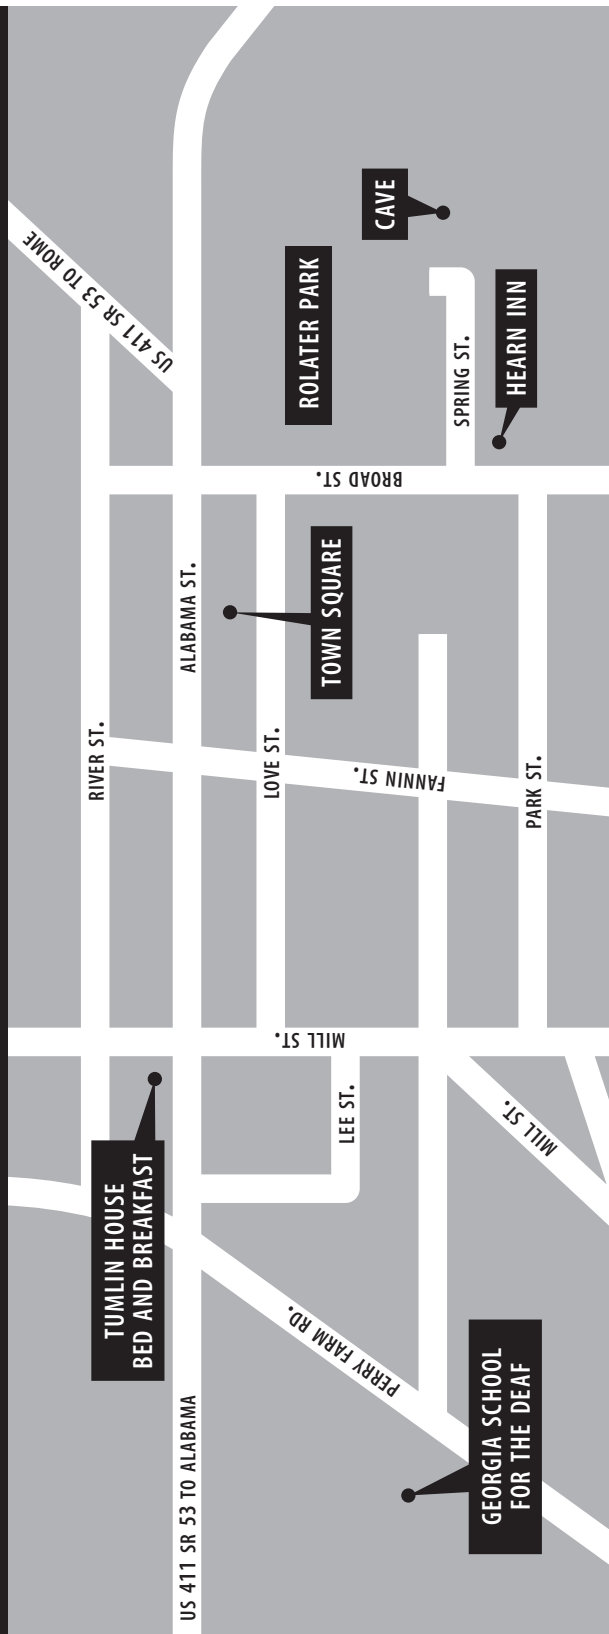 US 411 SR 53 TO ROME
CAVE
ROLATER PARK
HEARN INN
SPRING ST.
BROAD ST.
ALABAMA ST.
TOWN SQUARE
RIVER ST.
LOVE ST.
FANNIN ST.
PARK ST.
MILL ST.
LEE ST.
MILL ST.
TUMLIN HOUSE
BED AND BREAKFAST
PERRY FARM RD.
US 411 SR 53 TO ALABAMA
GEORGIA SCHOOL
FOR THE DEAF